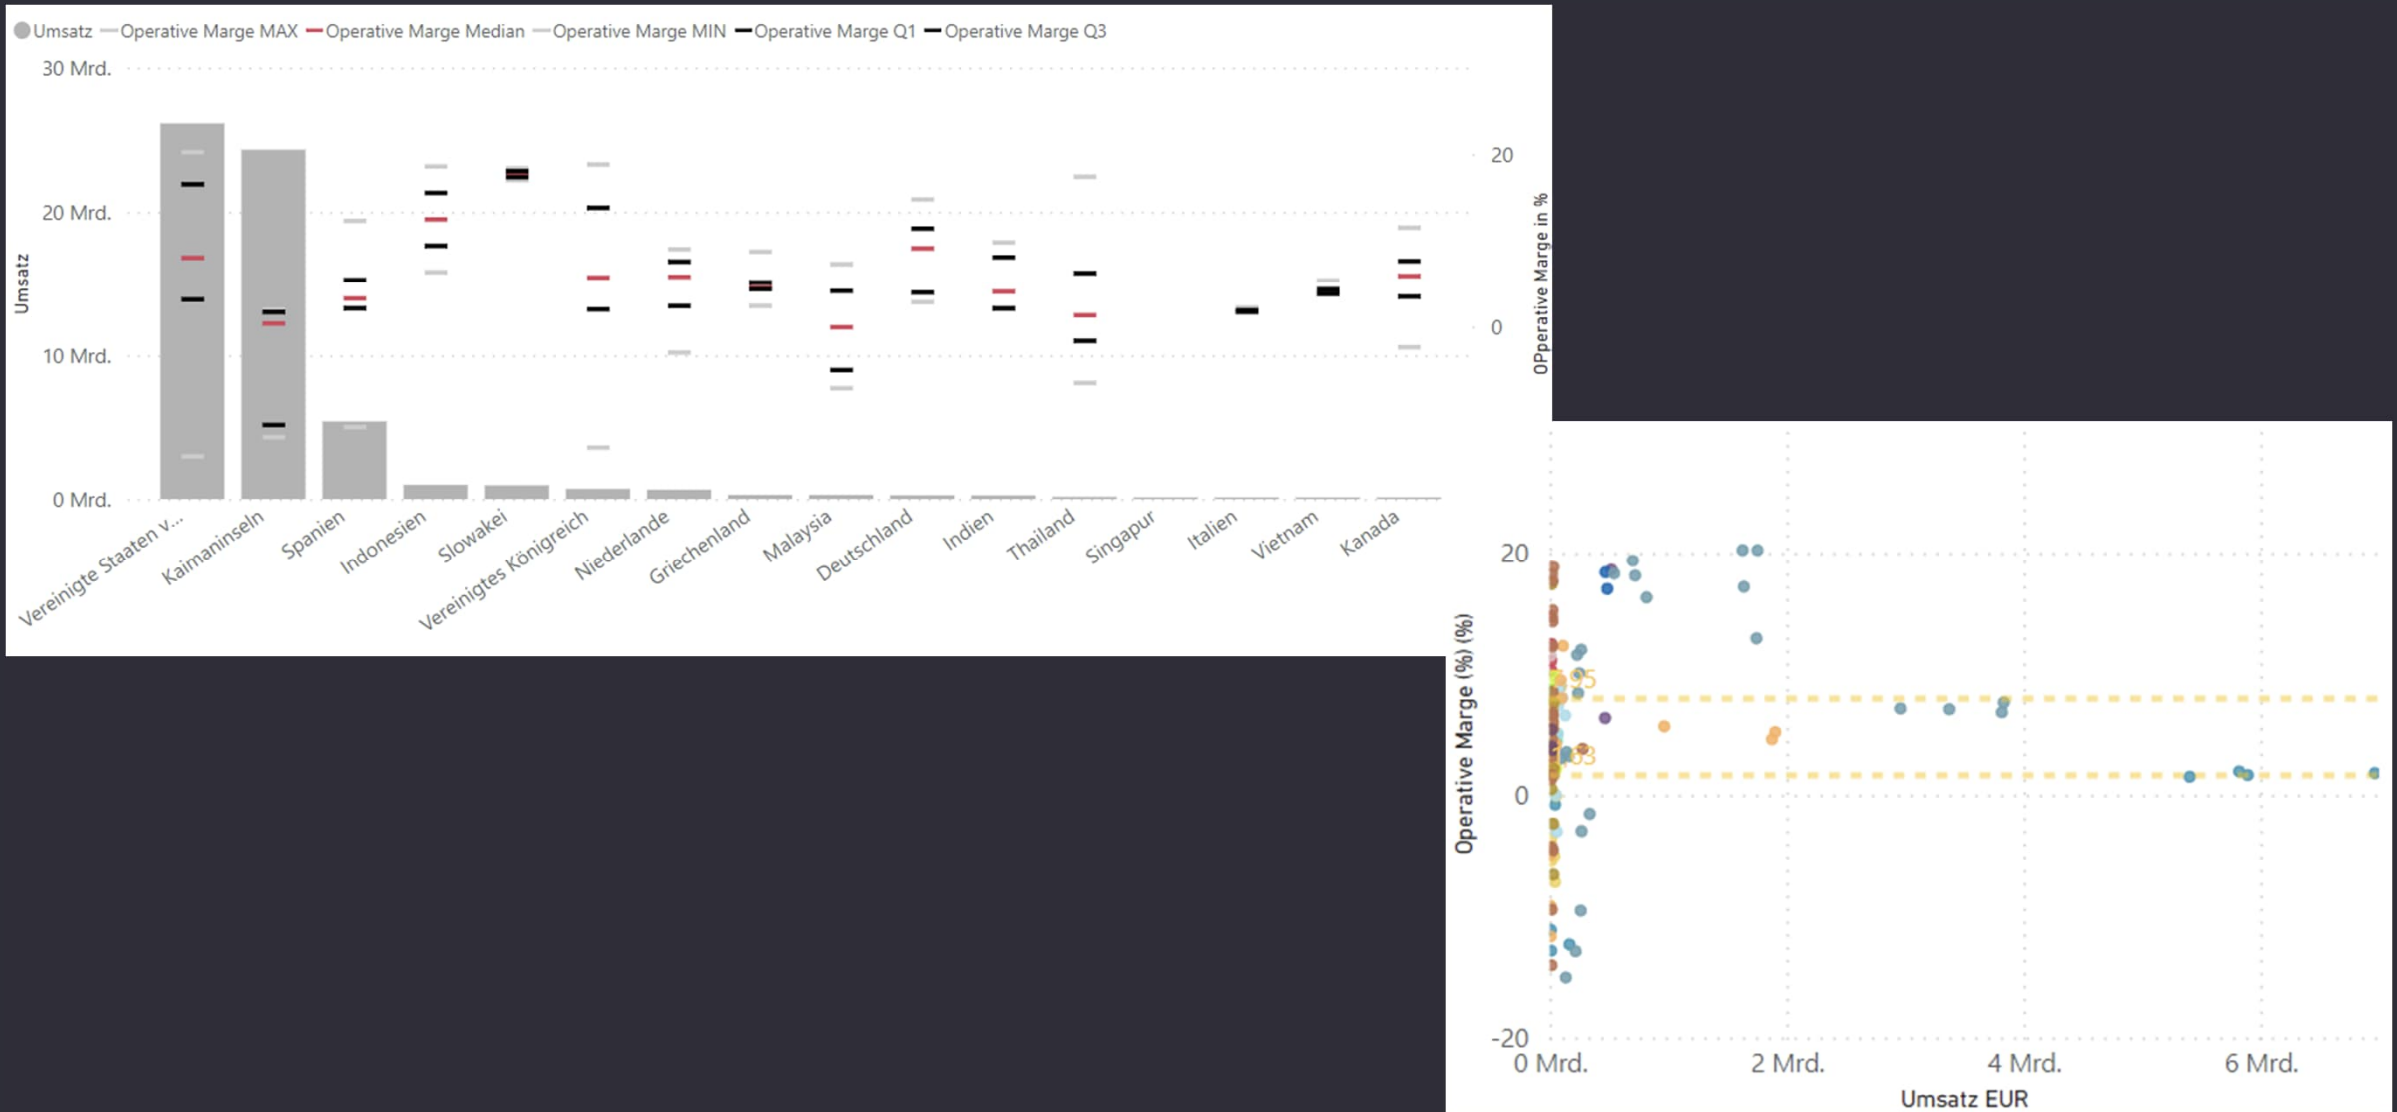 Umsatz Operative Marge MAX Operative Marge Median Operative Marge MIN Operative Marge Q1 Operative Marge Q3
30 Mrd.
20 Mrd.
10 Mrd.
0 Mrd.
Umsatz
20
0
0Pperative Marge in %
Vereinigte Staaten v...
Kaimaninseln
Spanien
Indonesien
Slowakei
Vereinigtes Königreich
Niederlande
Griechenland
Malaysia
Deutschland
Indien
Thailand
Singapur
Italien
Vietnam
Kanada
Operative Marge (%) (%)
20
0
-20
0 Mrd. 2 Mrd. 4 Mrd. 6 Mrd.
Umsatz EUR